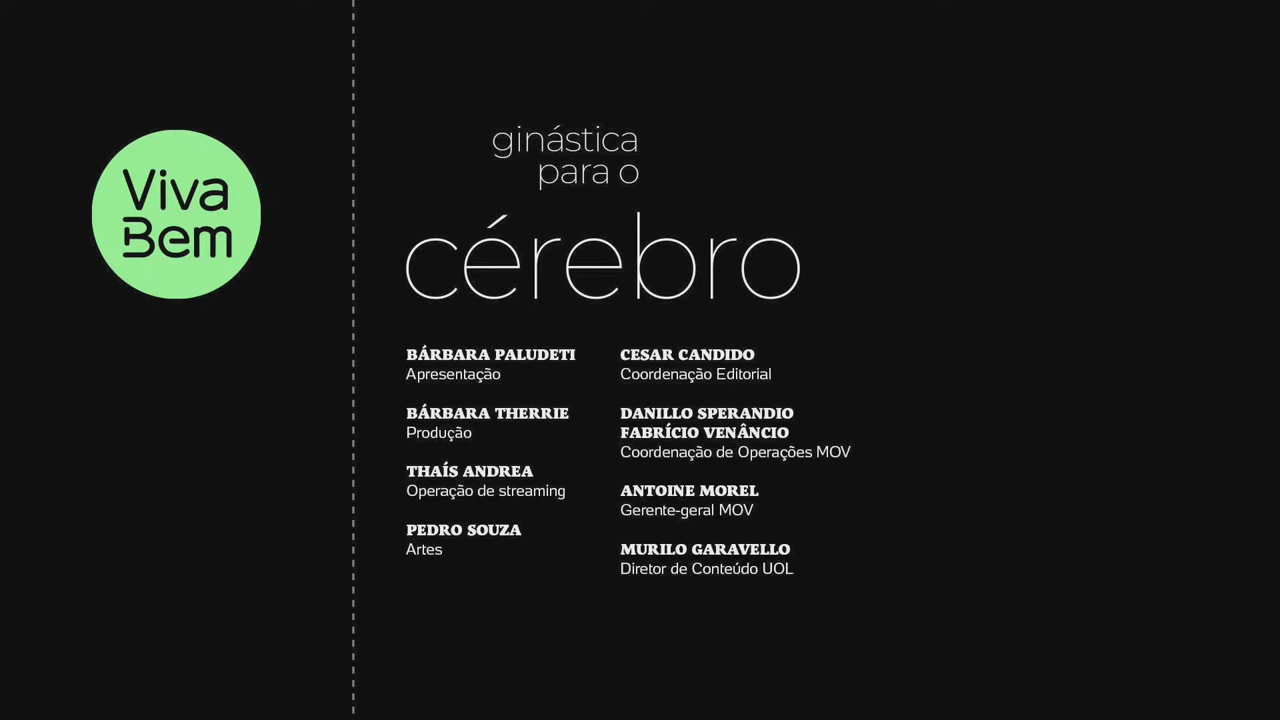 Viva
Bem
ginástica
para o
cérebro
BÁRBARA PALUDETI
Apresentação
BÁRBARA THERRIE
Produção
THAÍS ANDREA
Operação de streaming
PEDRO SOUZA
Artes
CESAR CANDIDO
Coordenação Editorial
DANILLO SPERANDIO
FABRÍCIO VENÂNCIO
Coordenação de Operações MOV
ANTOINE MOREL
Gerente-geral MOV
MURILO GARAVELLO
Diretor de Conteúdo UOL